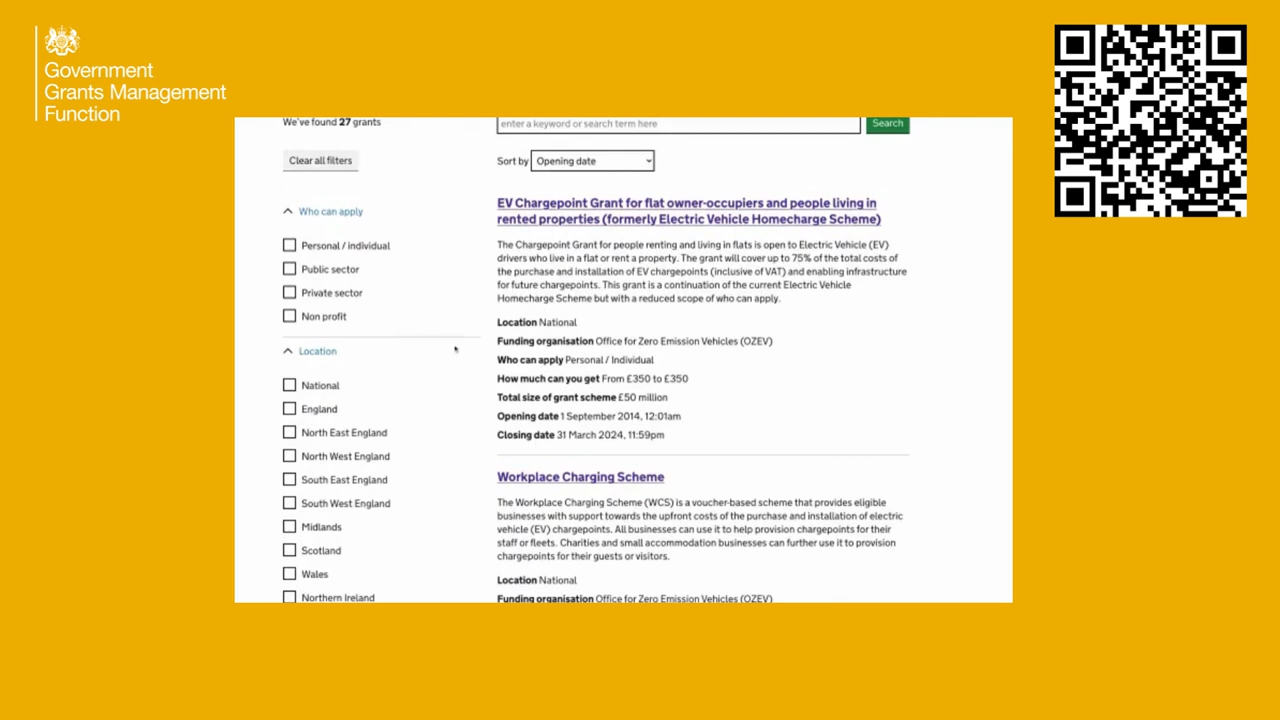 Government
Grants Management
Function
We've found 27 grants
enter a keyword or search term here
Search
Clear all filters
Sort by Opening date
Who can apply
Personal / individual
Public sector
Private sector
Non profit
Location
National
England
North East England
North West England
South East England
South West England
Midlands
Scotland
Wales
Northern Ireland
EV Chargepoint Grant for flat owner-occupiers and people living in
rented properties (formerly Electric Vehicle Homecharge Scheme)
The Chargepoint Grant for people renting and living in flats is open to Electric Vehicle (EV)
drivers who live in a flat or rent a property. The grant will cover up to 75% of the total costs of
the purchase and installation of EV chargepoints (inclusive of VAT) and enabling infrastructure
for future chargepoints. This grant is a continuation of the current Electric Vehicle
Homecharge Scheme but with a reduced scope of who can apply.
Location National
Funding organisation Office for Zero Emission Vehicles (OZEV)
Who can apply Personal / Individual
How much can you get From £350 to £350
Total size of grant scheme £50 million
Opening date 1 September 2014, 12:01am
Closing date 31 March 2024, 11:59pm
Workplace Charging Scheme
The Workplace Charging Scheme (WCS) is a voucher-based scheme that provides eligible
businesses with support towards the upfront costs of the purchase and installation of electric
vehicle (EV) chargepoints. All businesses can use it to help provision chargepoints for their
staff or fleets. Charities and small accommodation businesses can further use it to provision
chargepoints for their guests or visitors.
Location National
Funding organisation Office for Zero Emission Vehicles (OZEV)